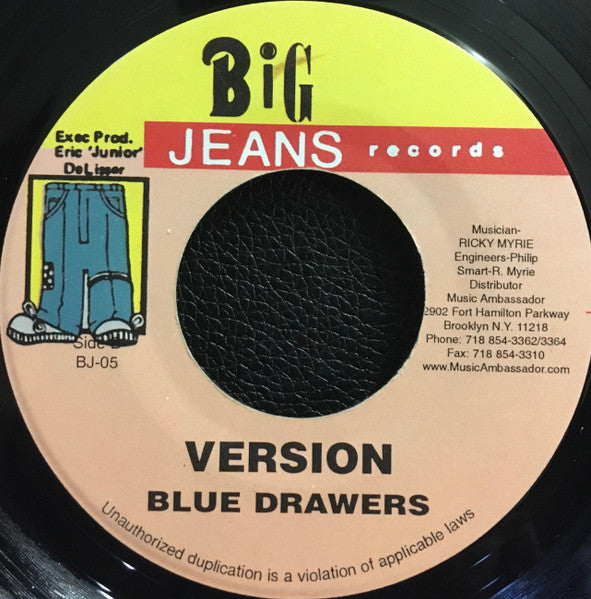 BiG
JEANS records
Exec Prod.
Eric 'Junior'
DeLisser
Musician-
RICKY MYRIE
Engineers-Philip
Smart-R. Myrie
Distributor
Music Ambassador
2902 Fort Hamilton Parkway
Brooklyn N.Y. 11218
Phone: 718 854-3362/3364
Fax: 718 854-3310
www.MusicAmbassador.com
Side
BJ-05
VERSION
BLUE DRAWERS
Unauthorized duplication is a violation of applicable laws